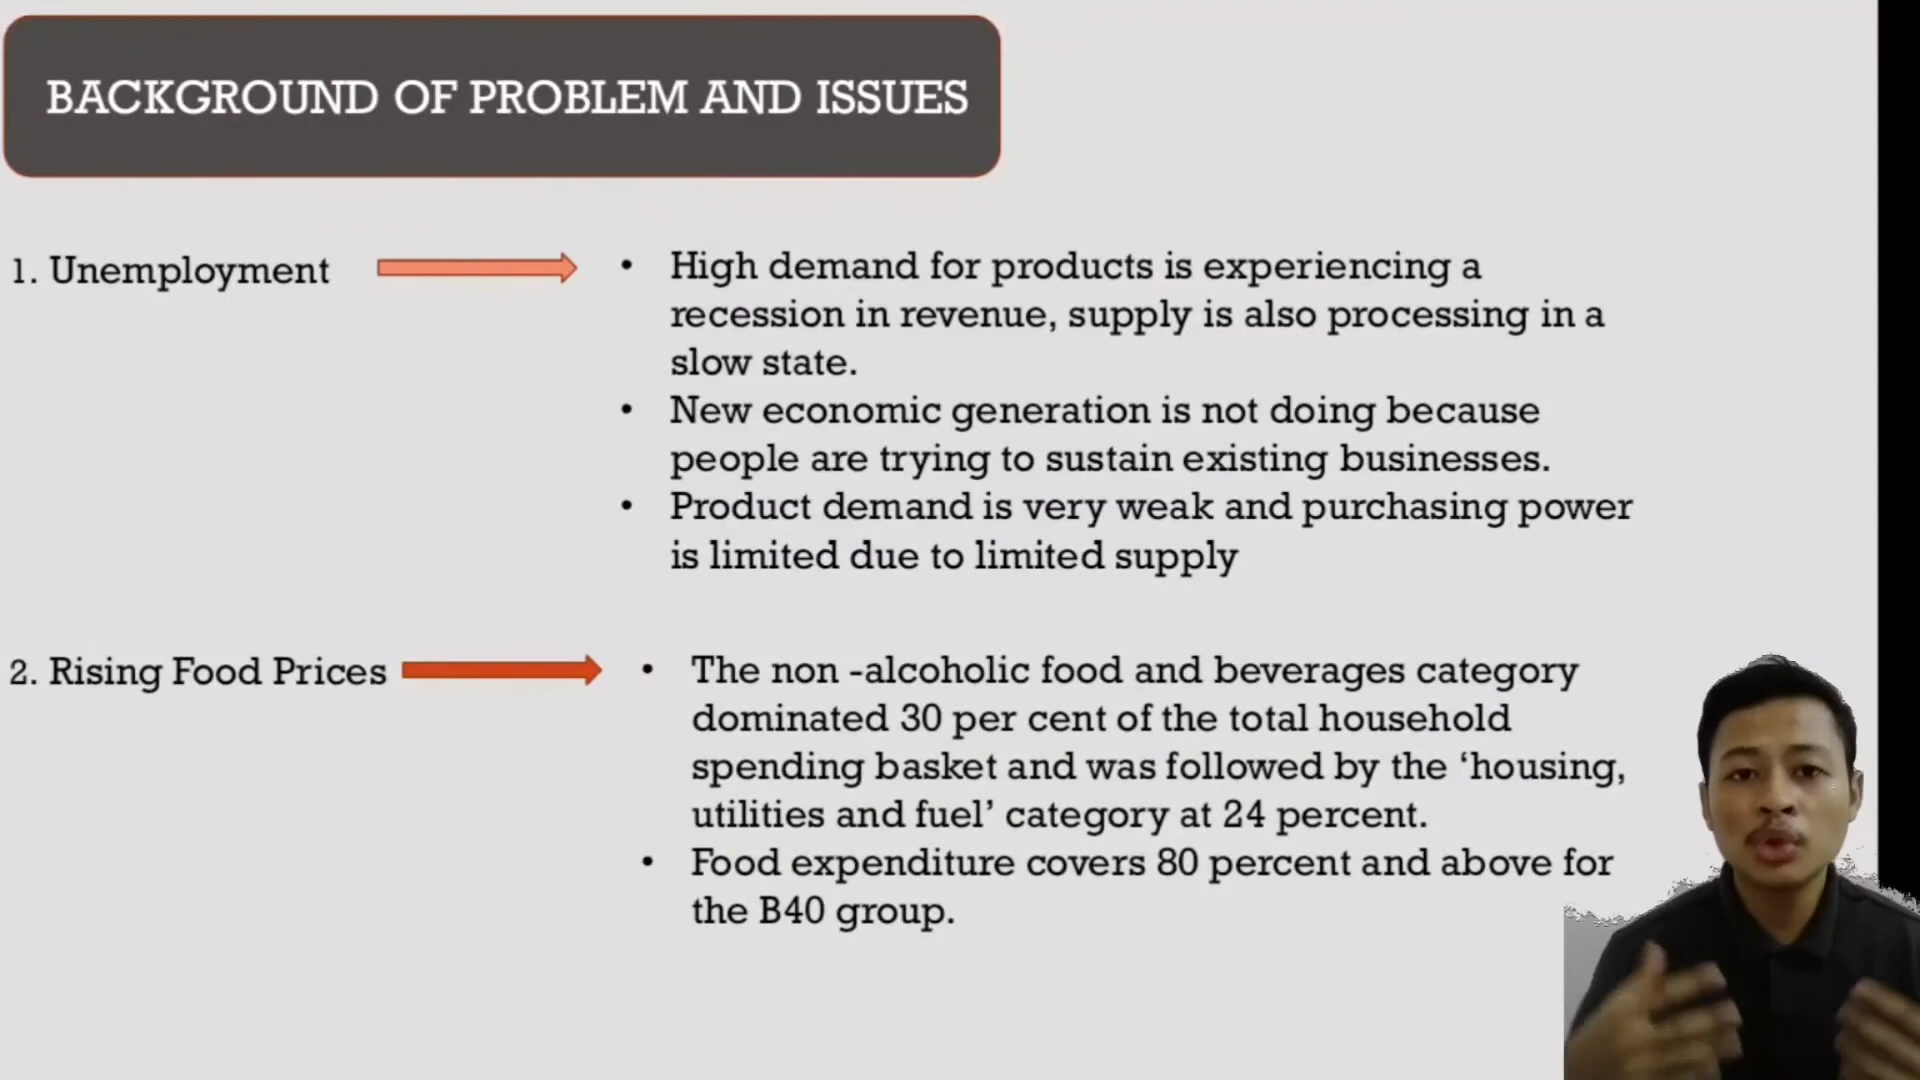 BACKGROUND OF PROBLEM AND ISSUES
1. Unemployment
• High demand for products is experiencing a
recession in revenue, supply is also processing in a
slow state.
• New economic generation is not doing because
people are trying to sustain existing businesses.
• Product demand is very weak and purchasing power
is limited due to limited supply
2. Rising Food Prices
• The non -alcoholic food and beverages category
dominated 30 per cent of the total household
spending basket and was followed by the ‘housing,
utilities and fuel’ category at 24 percent.
• Food expenditure covers 80 percent and above for
the B40 group.